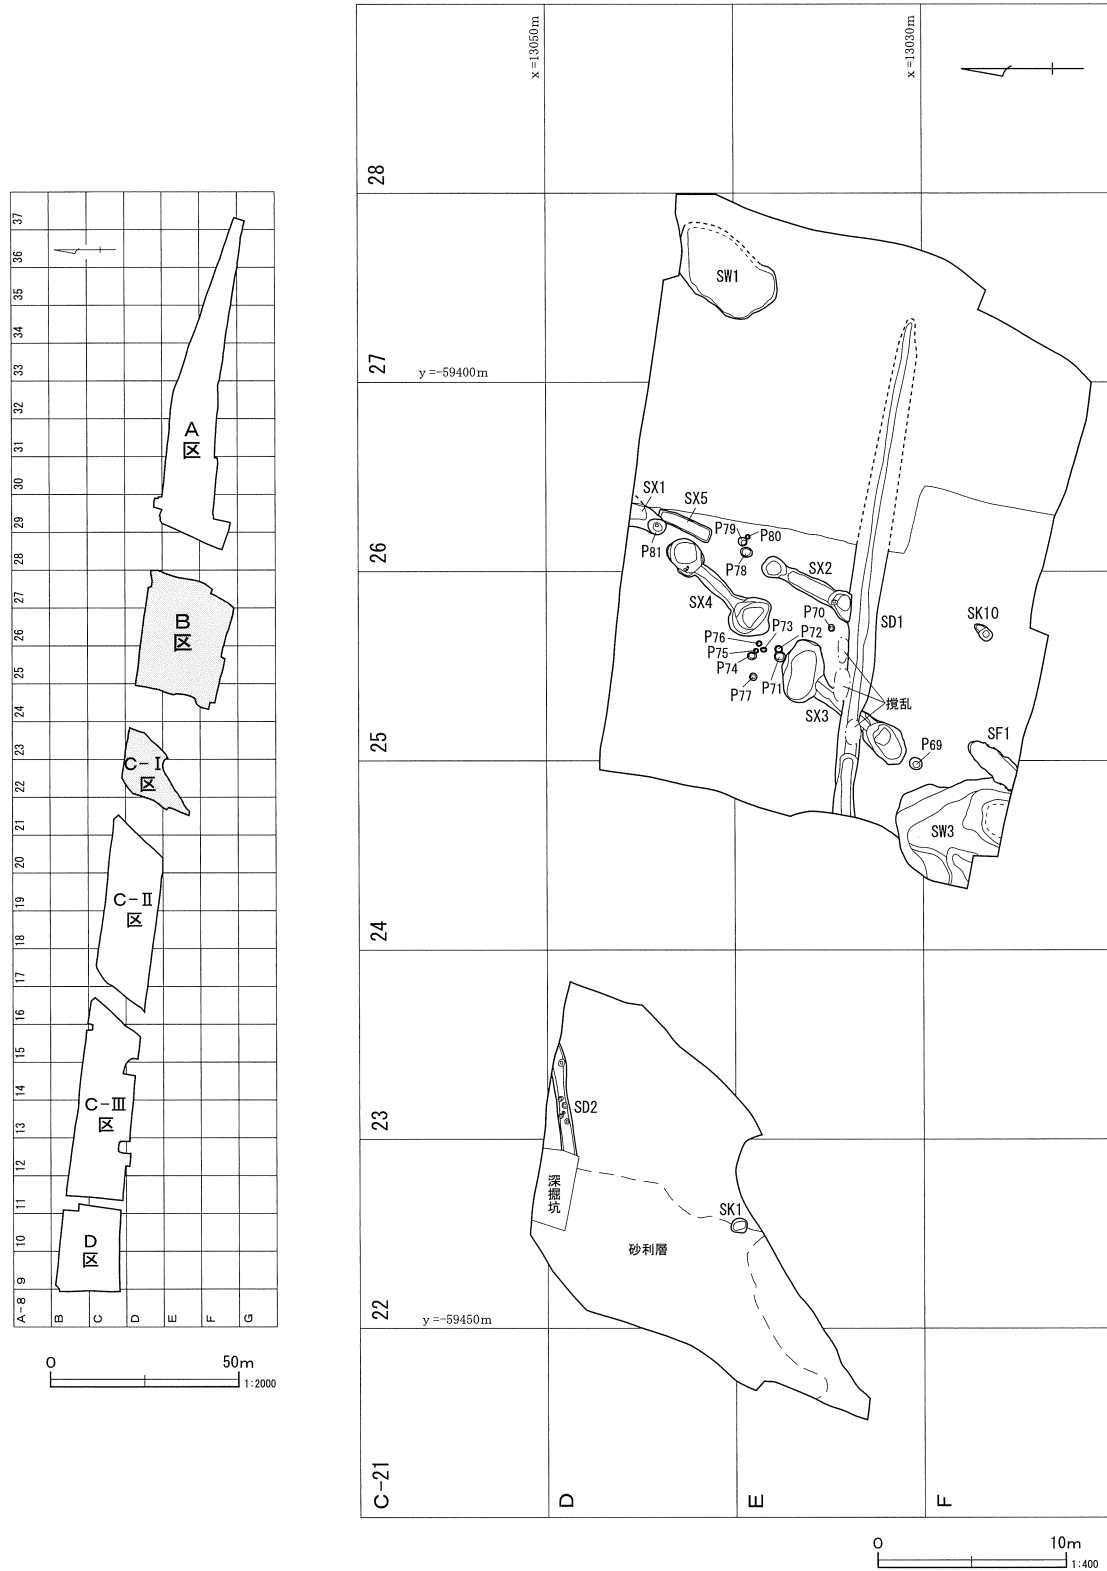 37
36
35
34
33
32
31
30
29
28
27
26
25
24
23
22
21
20
19
18
17
16
15
14
13
12
11
10
9
A-8
B
C
D
E
F
G
A
区
B
区
C-Ⅰ
区
C-Ⅱ
区
C-Ⅲ
区
D
区
0 50m
1:2000
x=13050m
x=13030m
28
27
y=-59400m
26
25
24
23
22
y=-59450m
C-21
D
E
F
SW1
SX1
SX5
P79
P80
P81
P78
SX2
SX4
P70
SD1
SK10
P76
P73
P72
P75
P74
P77
P71
SX3
撹乱
P69
SF1
SW3
SD2
深掘坑
SK1
砂利層
0 10m
1:400